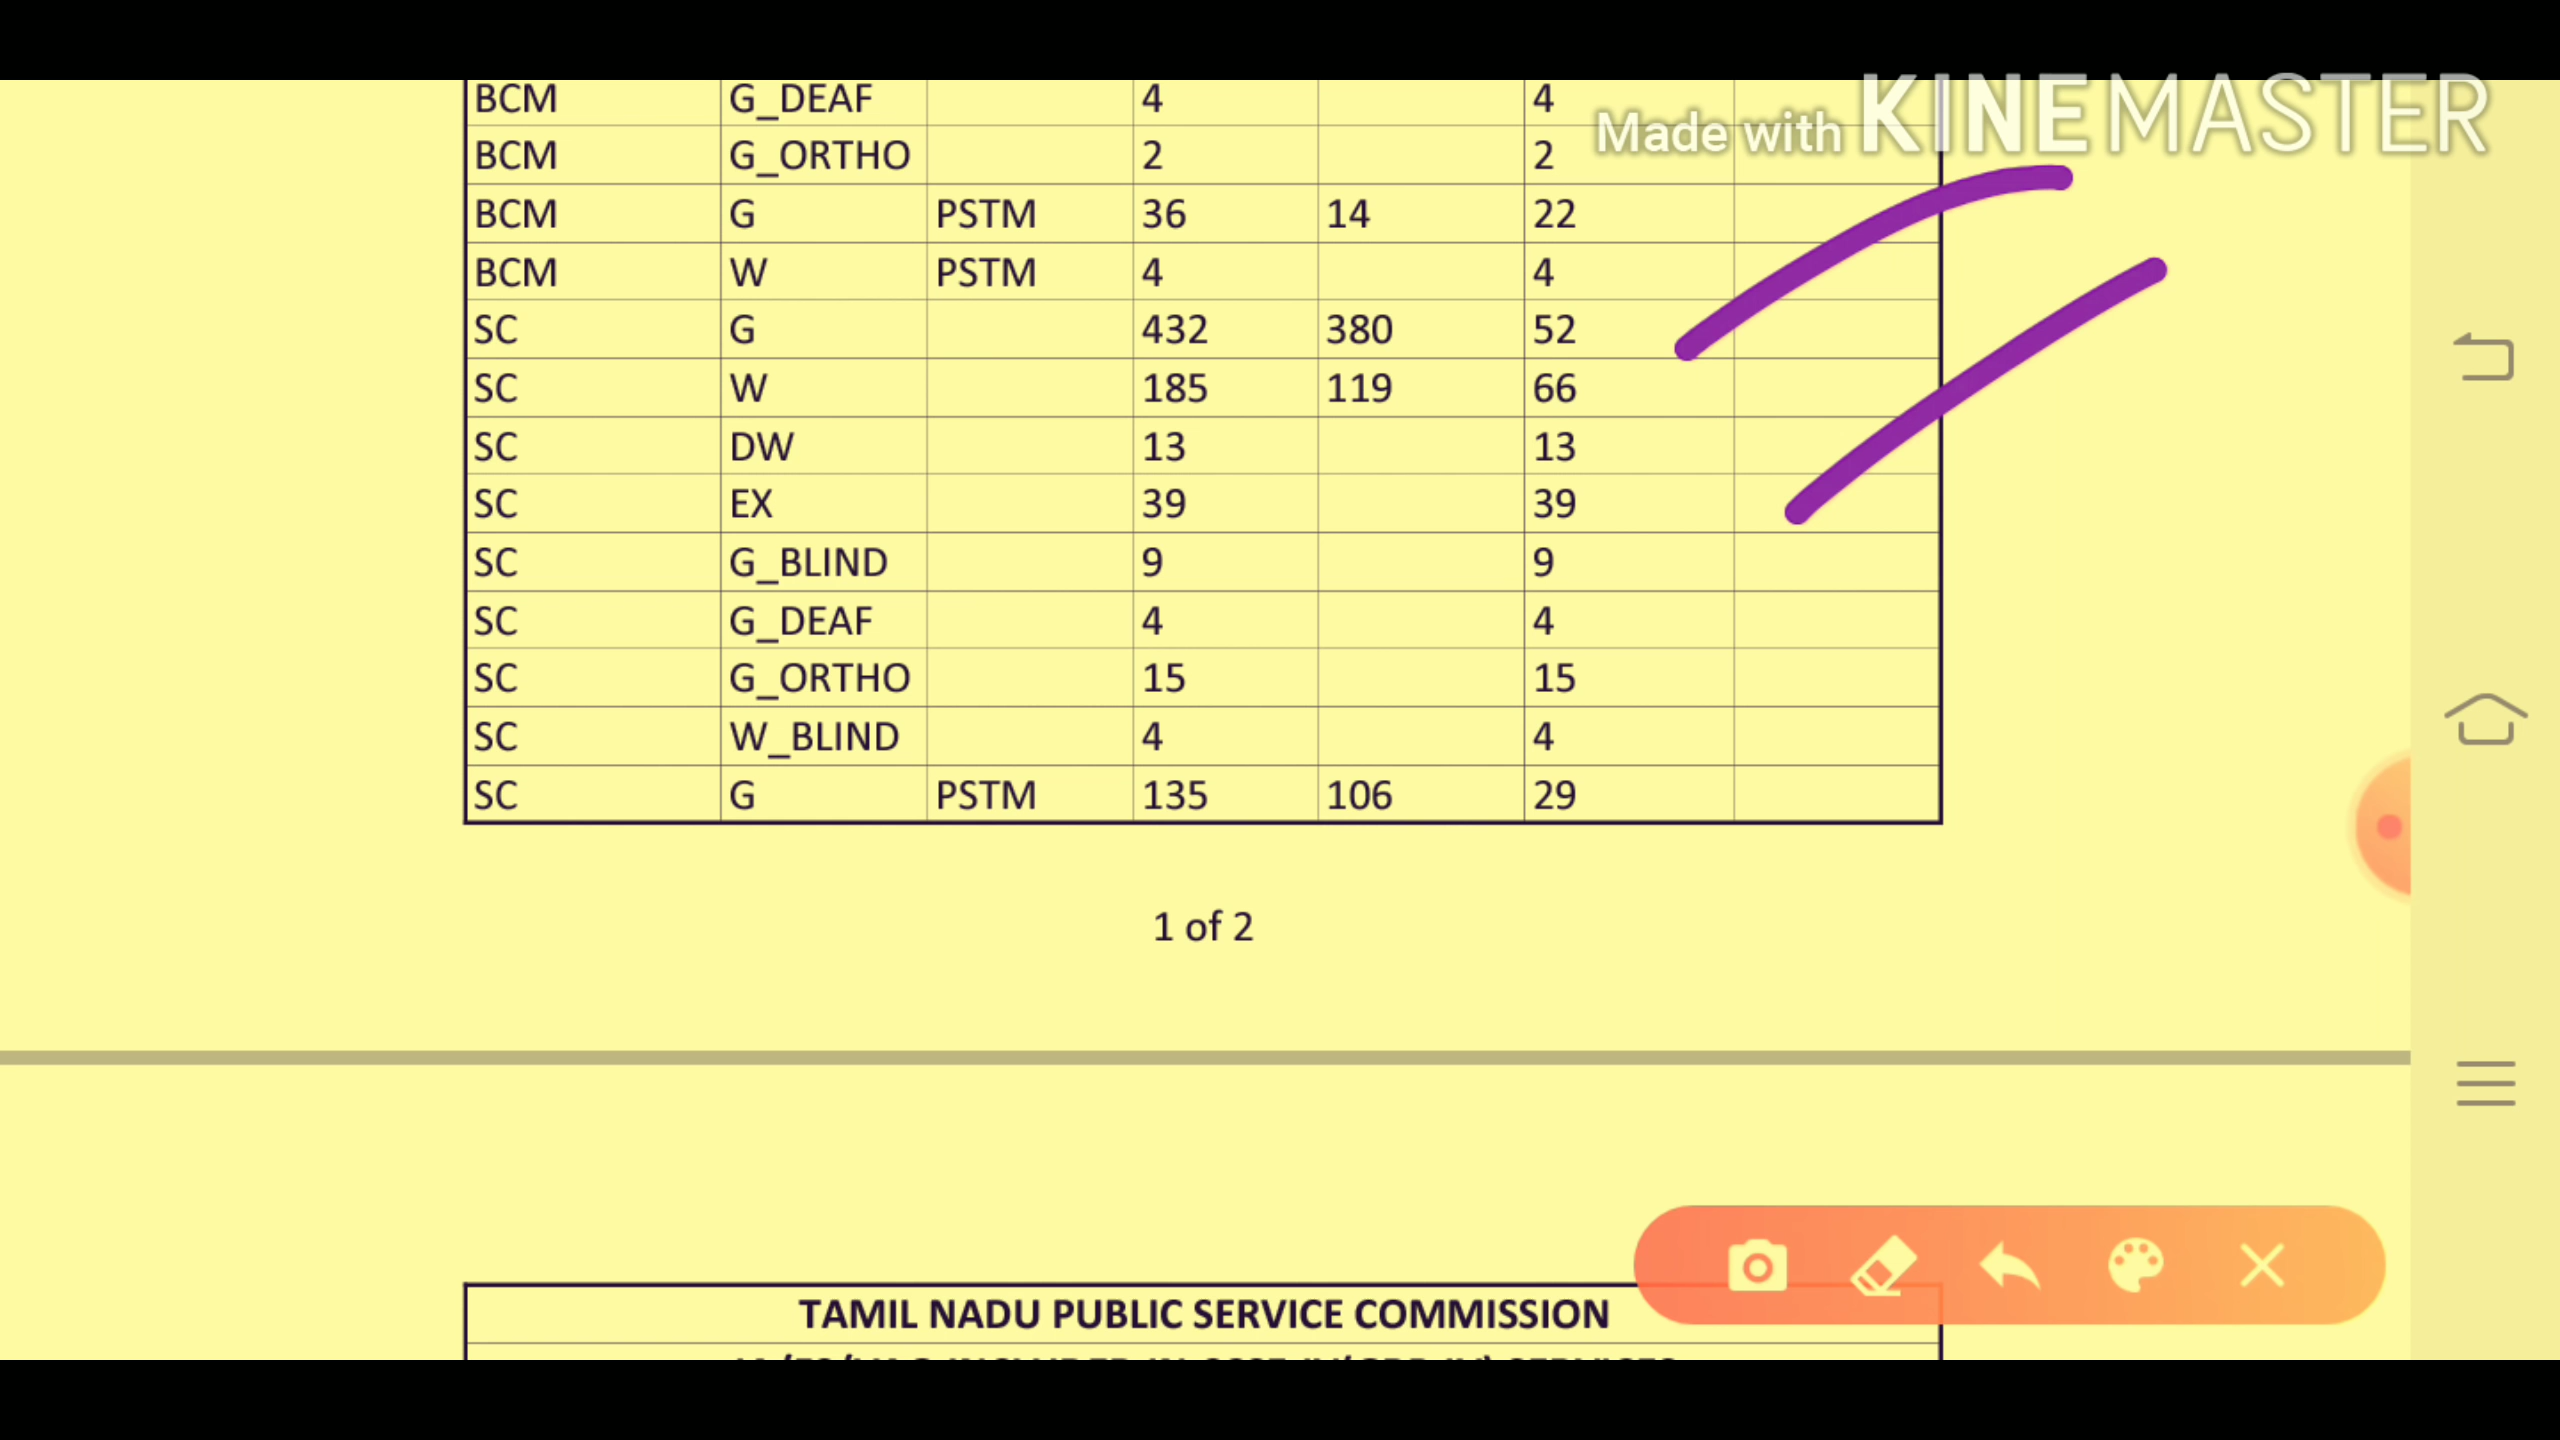 Made with KINEMASTER
BCM G_DEAF 4 4
BCM G_ORTHO 2 2
BCM G PSTM 36 14 22
BCM W PSTM 4 4
SC G 432 380 52
SC W 185 119 66
SC DW 13 13
SC EX 39 39
SC G_BLIND 9 9
SC G_DEAF 4 4
SC G_ORTHO 15 15
SC W_BLIND 4 4
SC G PSTM 135 106 29
1 of 2
TAMIL NADU PUBLIC SERVICE COMMISSION